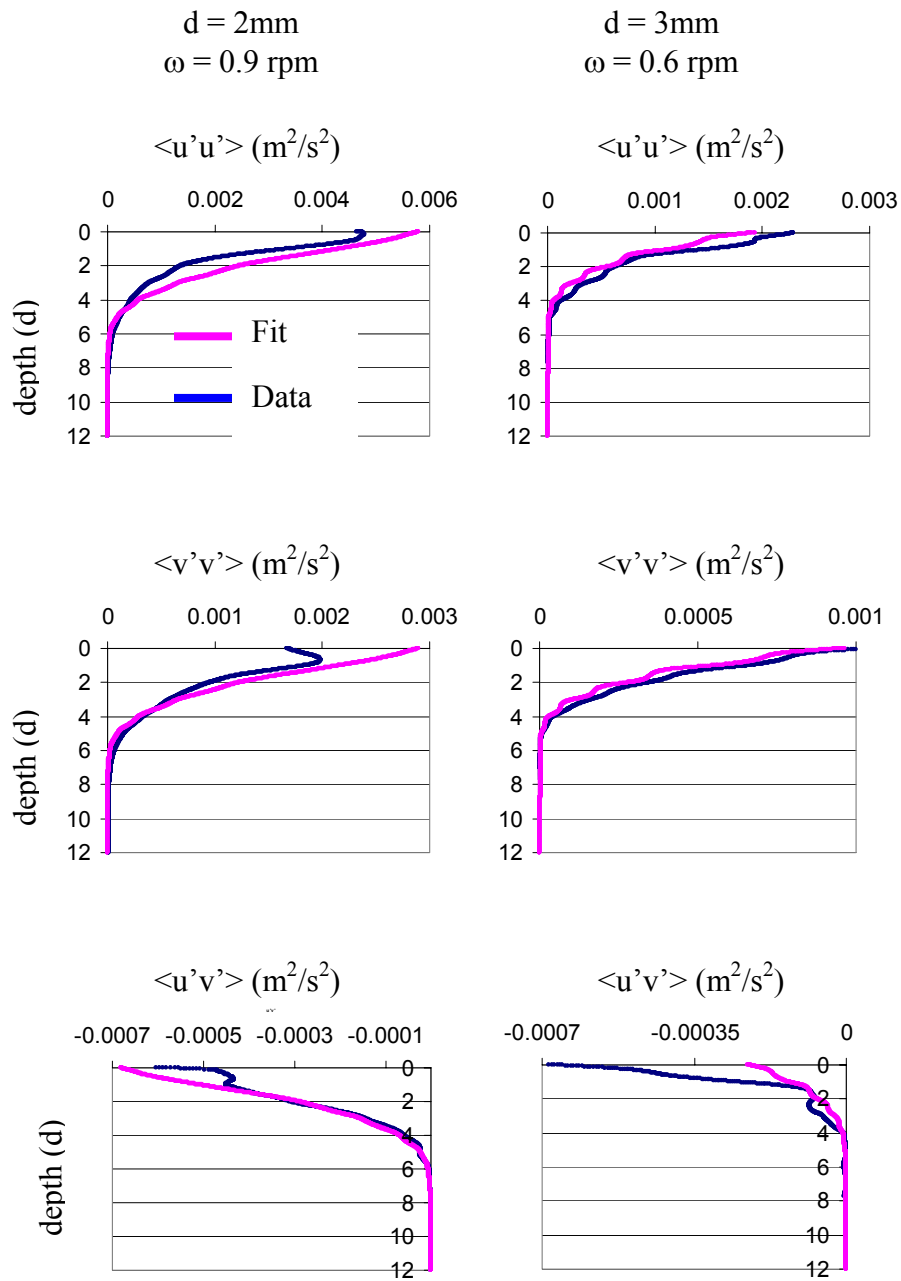 d = 2mm
ω = 0.9 rpm
d = 3mm
ω = 0.6 rpm
<u’u’> (m²/s²)
0 0.002 0.004 0.006
0
2
4
6
8
10
12
depth (d)
Fit
Data
<u’u’> (m²/s²)
0 0.001 0.002 0.003
0
2
4
6
8
10
12
<v’v’> (m²/s²)
0 0.001 0.002 0.003
0
2
4
6
8
10
12
depth (d)
<v’v’> (m²/s²)
0 0.0005 0.001
0
2
4
6
8
10
12
<u’v’> (m²/s²)
-0.0007 -0.0005 -0.0003 -0.0001
0
2
4
6
8
10
12
depth (d)
<u’v’> (m²/s²)
-0.0007 -0.00035 0
0
2
4
6
8
10
12